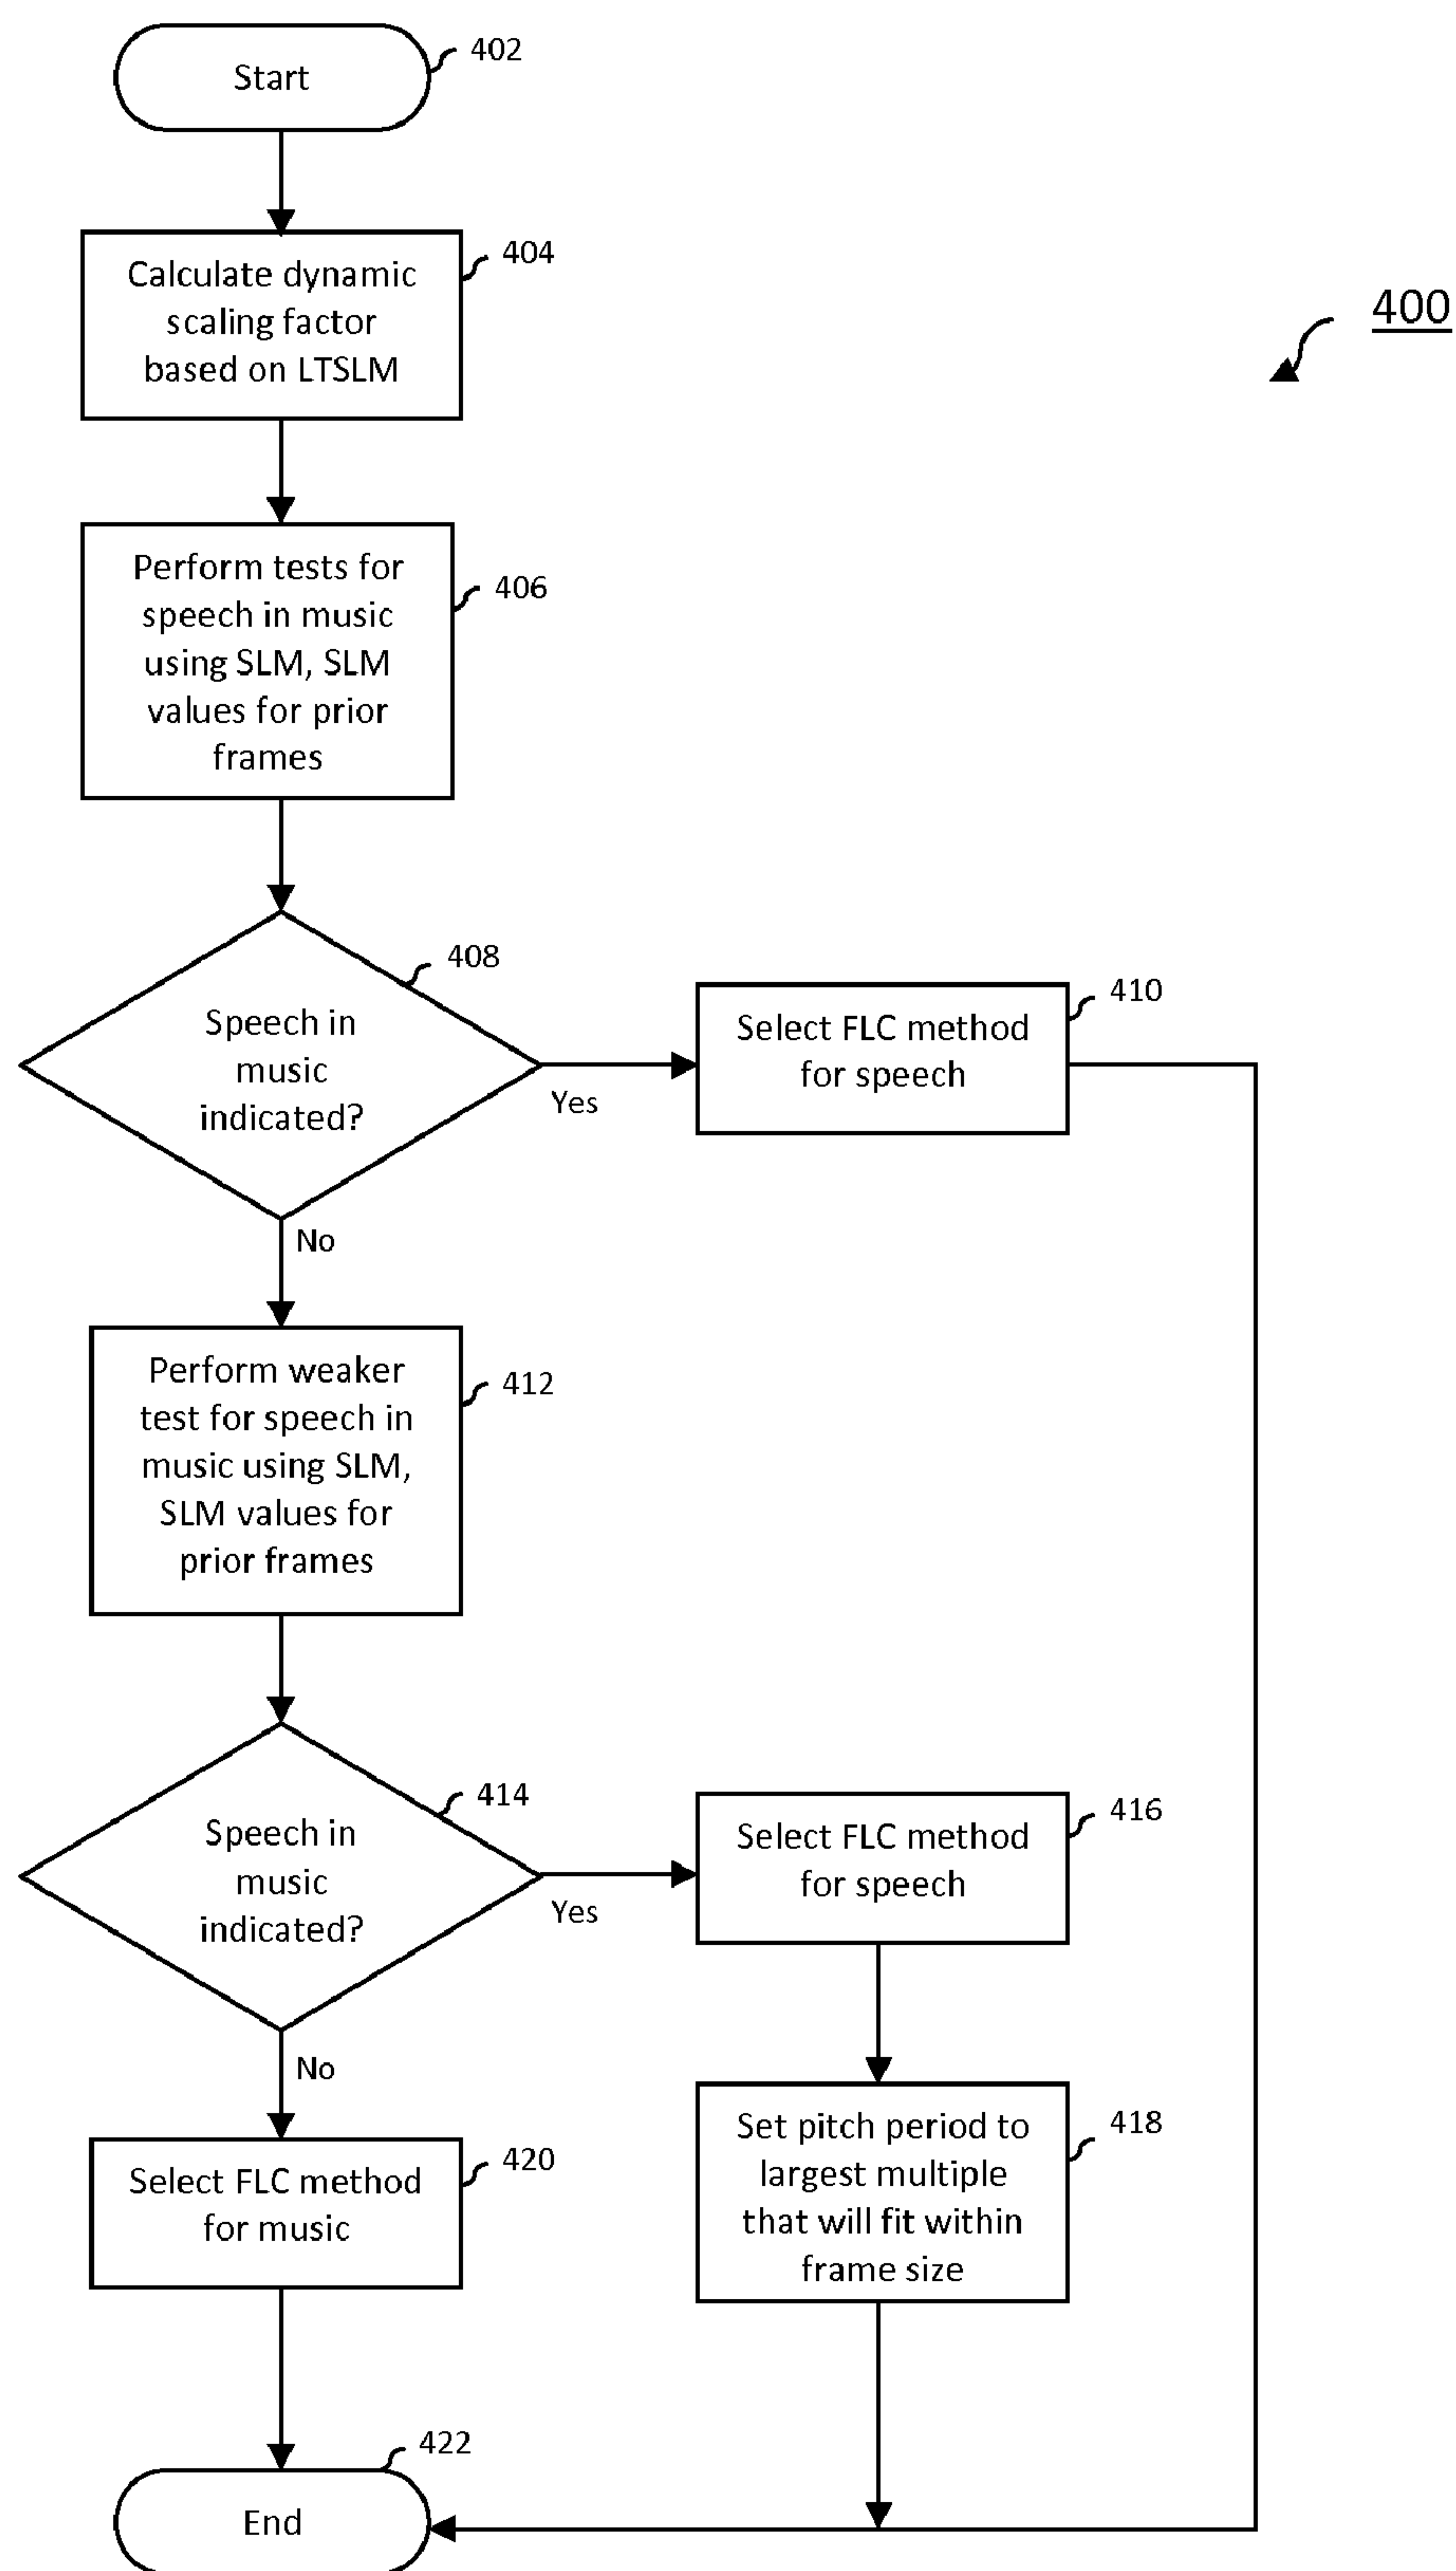 Start
402
Calculate dynamic
scaling factor
based on LTSLM
404
400
Perform tests for
speech in music
using SLM, SLM
values for prior
frames
406
Speech in
music
indicated?
408
Yes
Select FLC method
for speech
410
No
Perform weaker
test for speech in
music using SLM,
SLM values for
prior frames
412
Speech in
music
indicated?
414
Yes
Select FLC method
for speech
416
No
Set pitch period to
largest multiple
that will fit within
frame size
418
Select FLC method
for music
420
End
422